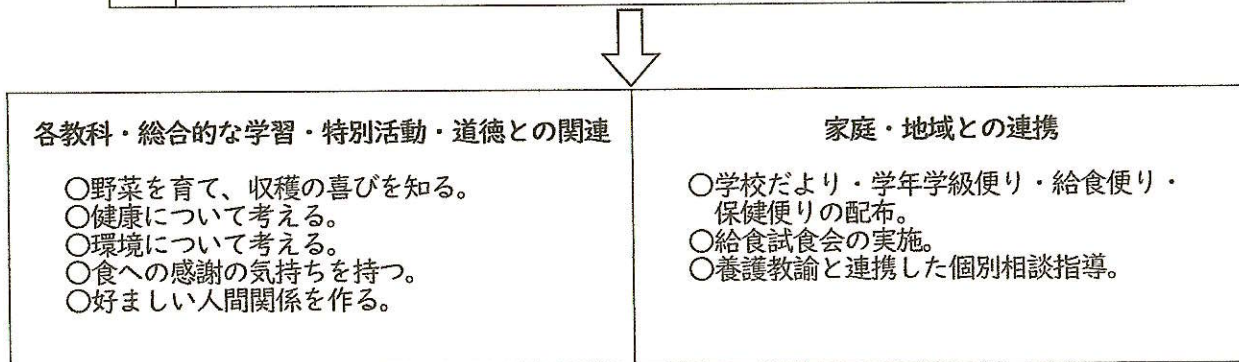 各教科・総合的な学習・特別活動・道徳との関連
○野菜を育て、収穫の喜びを知る。
○健康について考える。
○環境について考える。
○食への感謝の気持ちを持つ。
○好ましい人間関係を作る。
家庭・地域との連携
○学校だより・学年学級便り・給食便り・
保健便りの配布。
○給食試食会の実施。
○養護教諭と連携した個別相談指導。